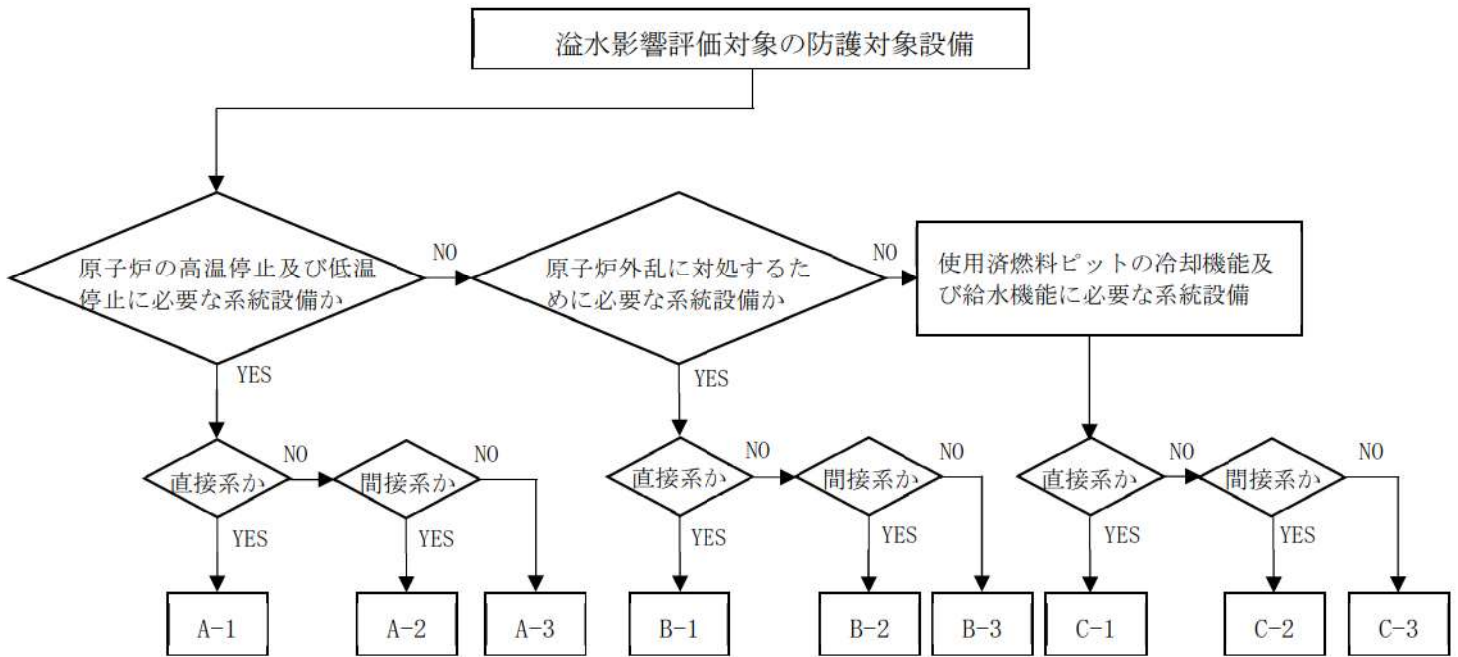 溢水影響評価対象の防護対象設備
原子炉の高温停止及び低温
停止に必要な系統設備か
NO
原子炉外乱に対処するた
めに必要な系統設備か
NO
使用済燃料ピットの冷却機能及
び給水機能に必要な系統設備
YES
YES
直接系か
NO
間接系か
NO
直接系か
NO
間接系か
NO
直接系か
NO
間接系か
NO
YES
YES
YES
YES
YES
YES
A-1
A-2
A-3
B-1
B-2
B-3
C-1
C-2
C-3